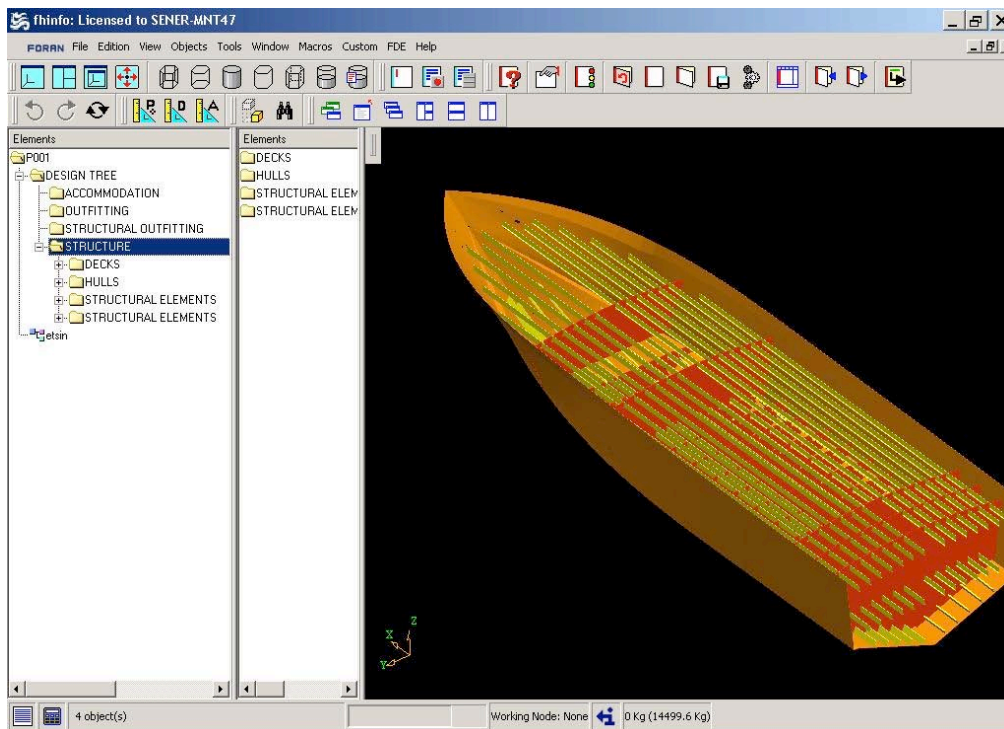 fhinfo: Licensed to SENER-MNT47
FORAN File Edition View Objects Tools Window Macros Custom FDE Help
P D A
Elements
P001
DESIGN TREE
ACCOMMODATION
OUTFITTING
STRUCTURAL OUTFITTING
STRUCTURE
DECKS
HULLS
STRUCTURAL ELEMENTS
STRUCTURAL ELEMENTS
etsin
Elements
DECKS
HULLS
STRUCTURAL ELEM
STRUCTURAL ELEM
Z
X
Y
4 object(s)
Working Node: None
0 Kg (14499.6 Kg)